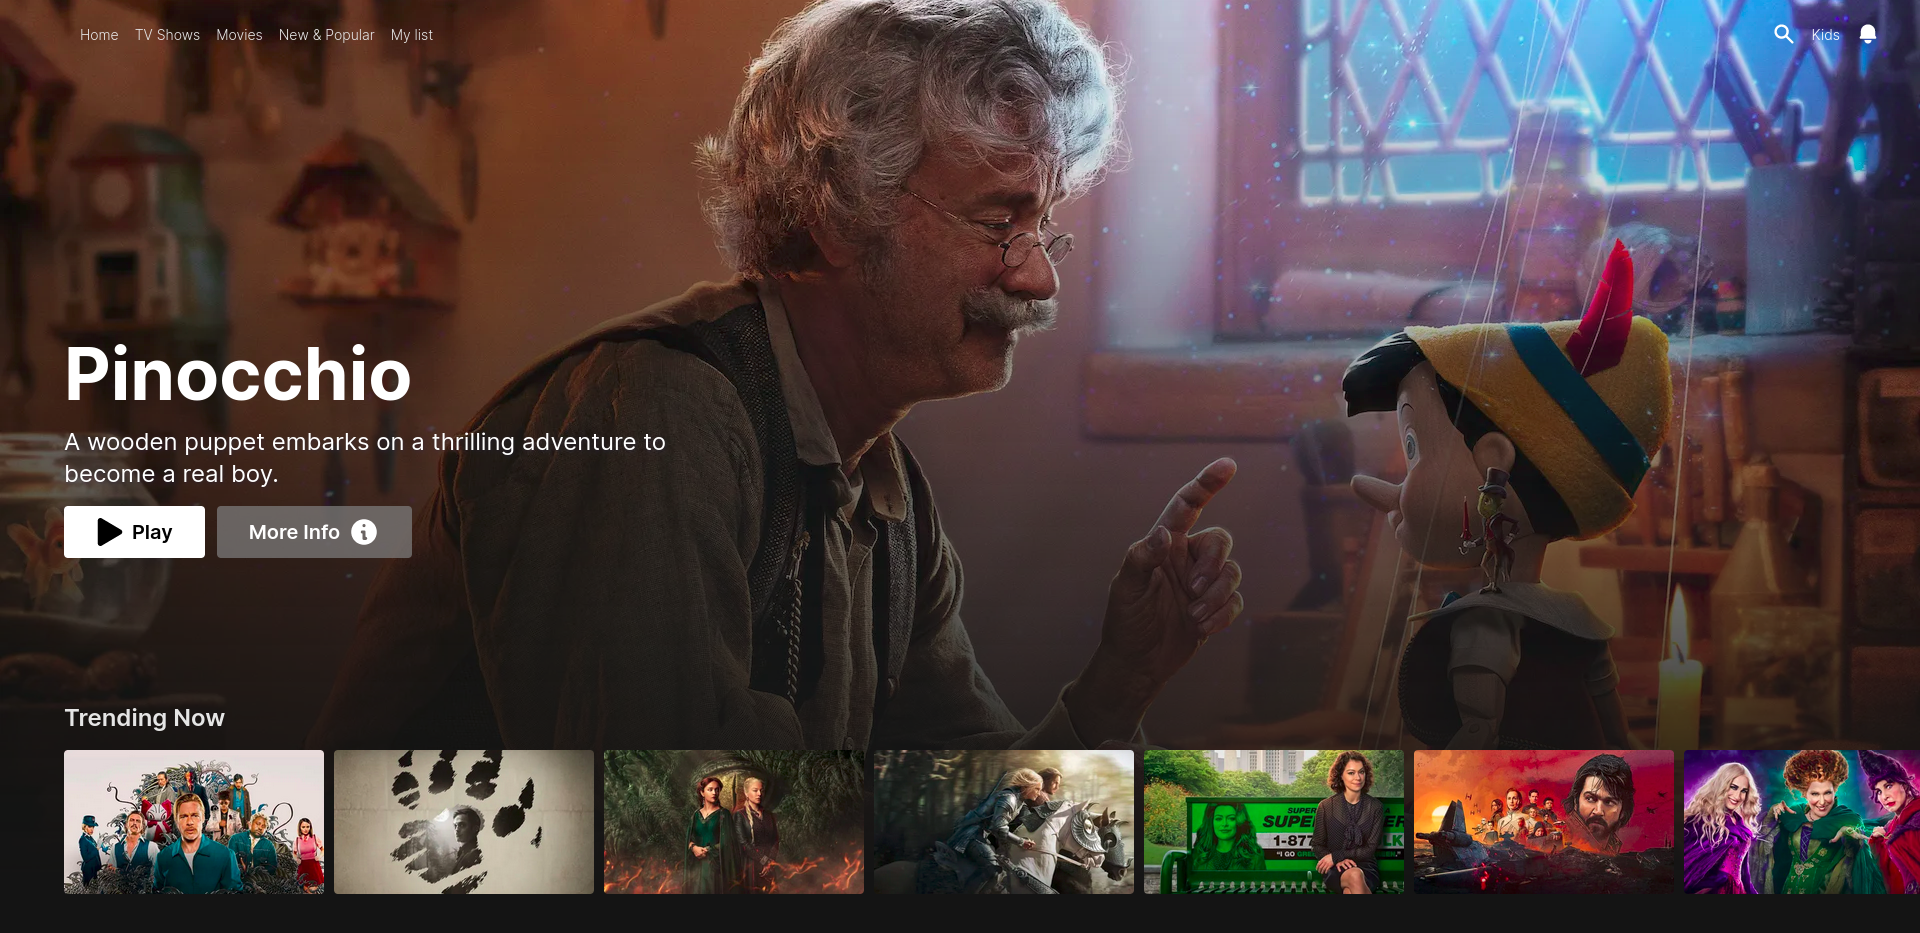 Home TV Shows Movies New & Popular My list
Kids
Pinocchio
A wooden puppet embarks on a thrilling adventure to
become a real boy.
Play More Info
Trending Now
SUPER
SUPE
1-877
"I GO